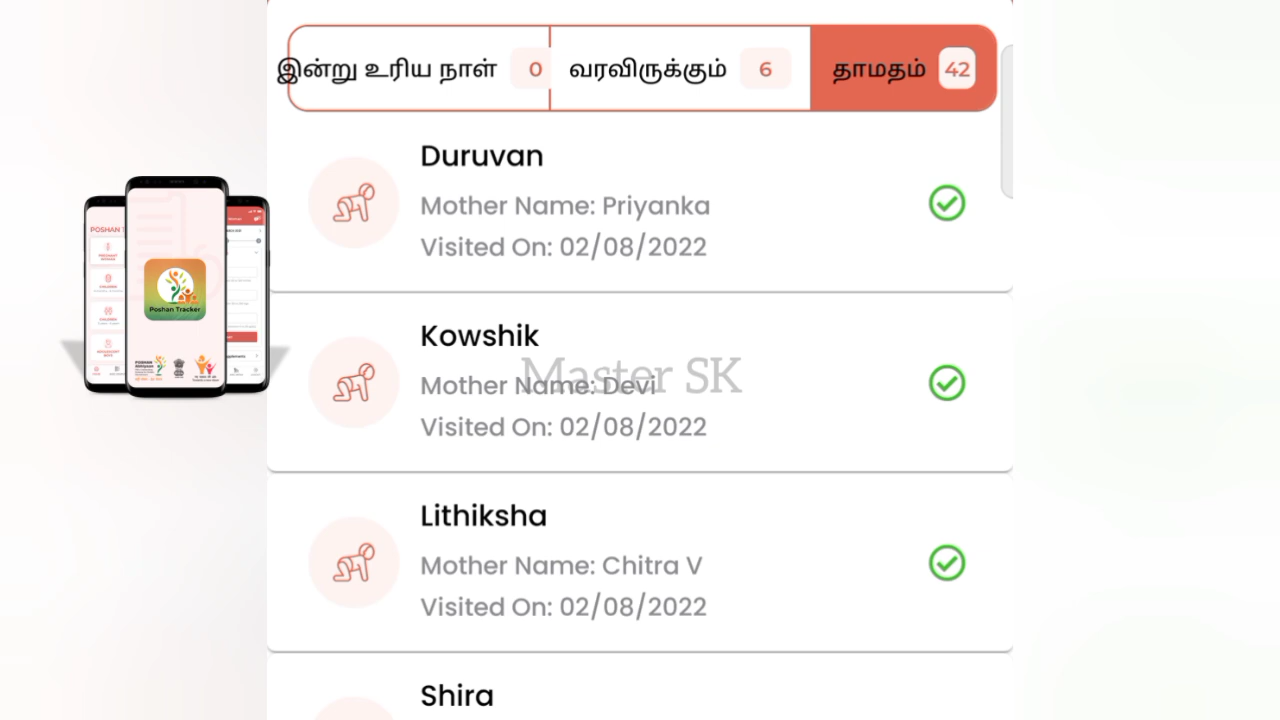 இன்று உரிய நாள் 0 வரவிருக்கும் 6 தாமதம் 42
Duruvan
Mother Name: Priyanka
Visited On: 02/08/2022
Kowshik
Mother Name: Devi
Visited On: 02/08/2022
Master SK
Lithiksha
Mother Name: Chitra V
Visited On: 02/08/2022
Shira
POSHAN T
Poshan Tracker